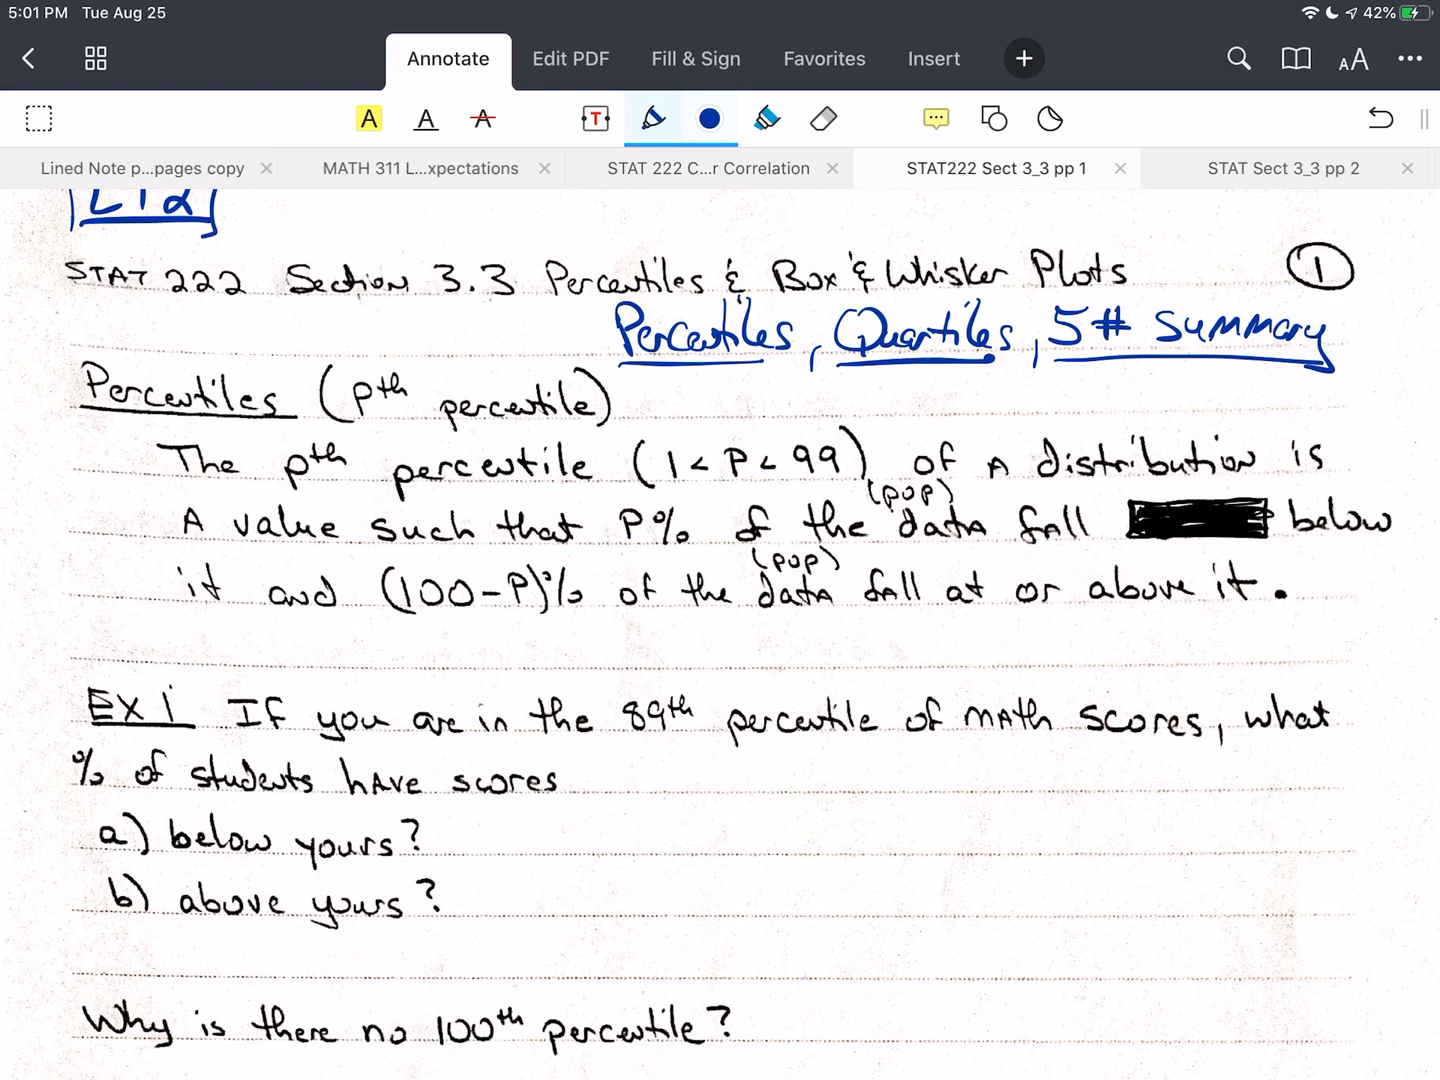 5:01 PM Tue Aug 25 42%
Annotate Edit PDF Fill & Sign Favorites Insert
Lined Note p...pages copy MATH 311 L...xpectations STAT 222 C...r Correlation STAT222 Sect 3_3 pp 1 STAT Sect 3_3 pp 2
STAT 222 Section 3.3 Percentiles & Box & Whisker Plots 1
Percentiles, Quartiles, 5# Summary
Percentiles (pth percentile)
The pth percentile (1 < P < 99) of A distribution is
(pop)
A value such that P% of the data fall below
(pop)
it and (100-P)% of the data fall at or above it.
EX 1 If you are in the 89th percentile of math scores, what
% of students have scores
a) below yours?
b) above yours?
Why is there no 100th percentile?